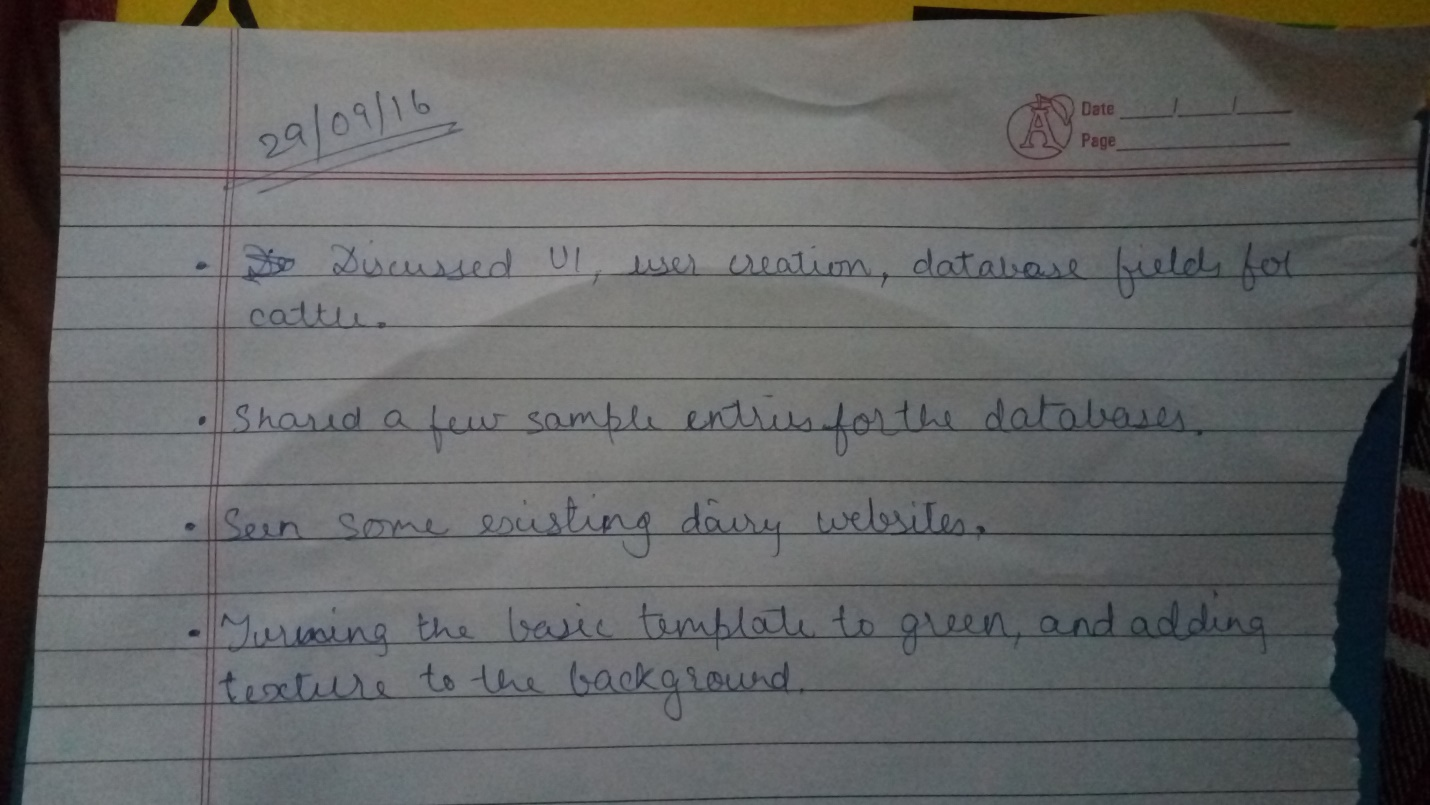 29/09/16
Date
Page
• Discussed UI, user creation, database fields for
cattle.
• Shared a few sample entries for the databases.
• Seen some existing dairy websites.
• Turning the basic template to green, and adding
texture to the background.